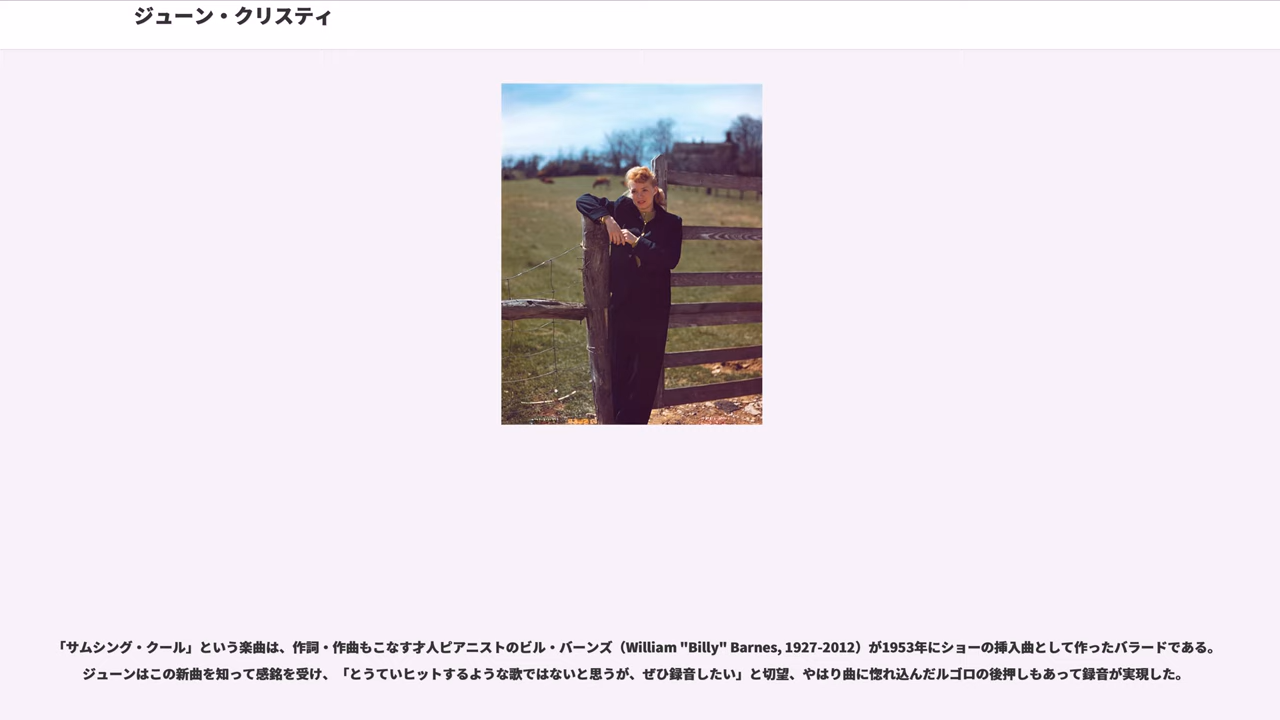 ジューン・クリスティ
「サムシング・クール」という楽曲は、作詞・作曲もこなす才人ピアニストのビル・バーンズ（William "Billy" Barnes, 1927-2012）が1953年にショーの挿入曲として作ったバラードである。
ジューンはこの新曲を知って感銘を受け、「とうていヒットするような歌ではないと思うが、ぜひ録音したい」と切望、やはり曲に惚れ込んだルゴロの後押しもあって録音が実現した。